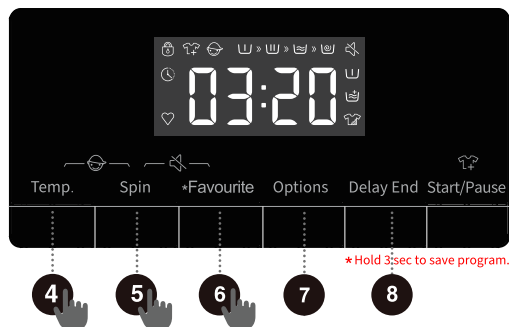 03:20
Temp. Spin *Favourite Options Delay End Start/Pause
*Hold 3 sec to save program.
4 5 6 7 8